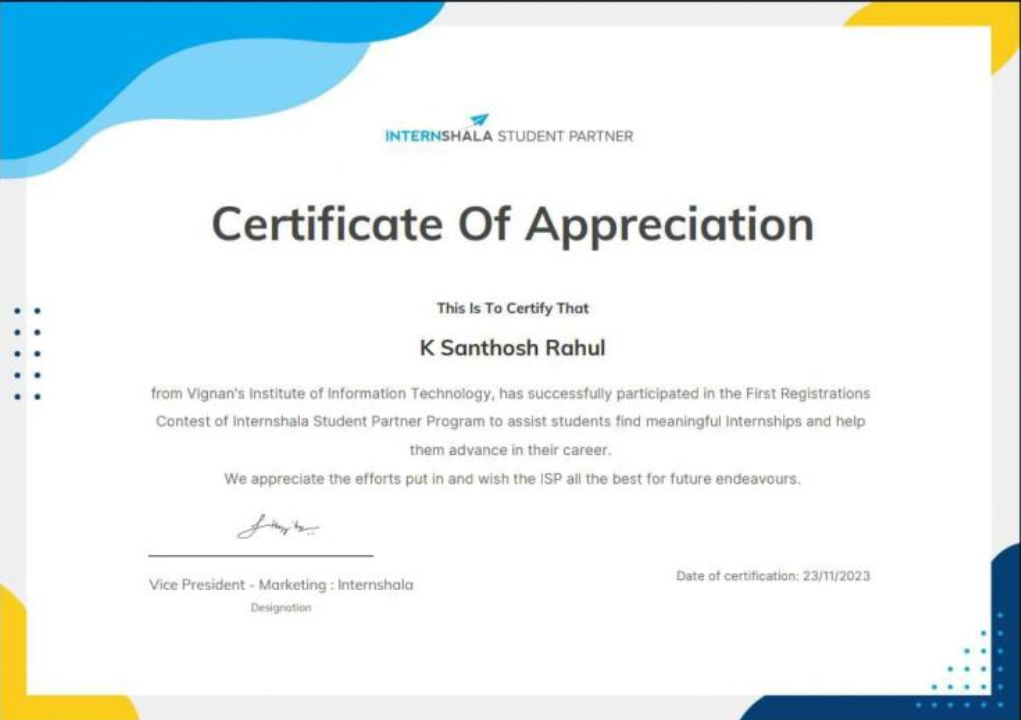 INTERNSHALA STUDENT PARTNER
Certificate Of Appreciation
This Is To Certify That
K Santhosh Rahul
from Vignan's Institute of Information Technology, has successfully participated in the First Registrations
Contest of Internshala Student Partner Program to assist students find meaningful Internships and help
them advance in their career.
We appreciate the efforts put in and wish the ISP all the best for future endeavours.
Vice President - Marketing : Internshala
Designation
Date of certification: 23/11/2023